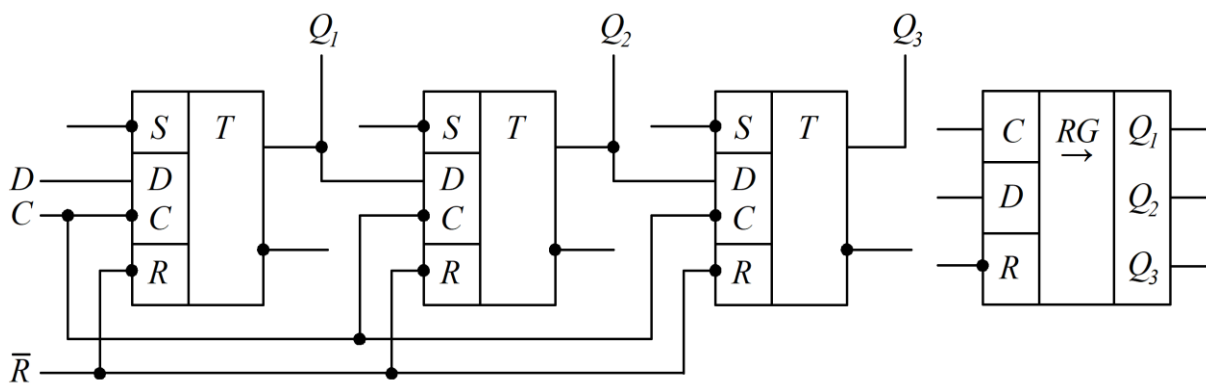 Q₁ Q₂ Q₃
S T S T S T C RG Q₁
→
D D D D D Q₂
C C C C
R R R R Q₃
R̅